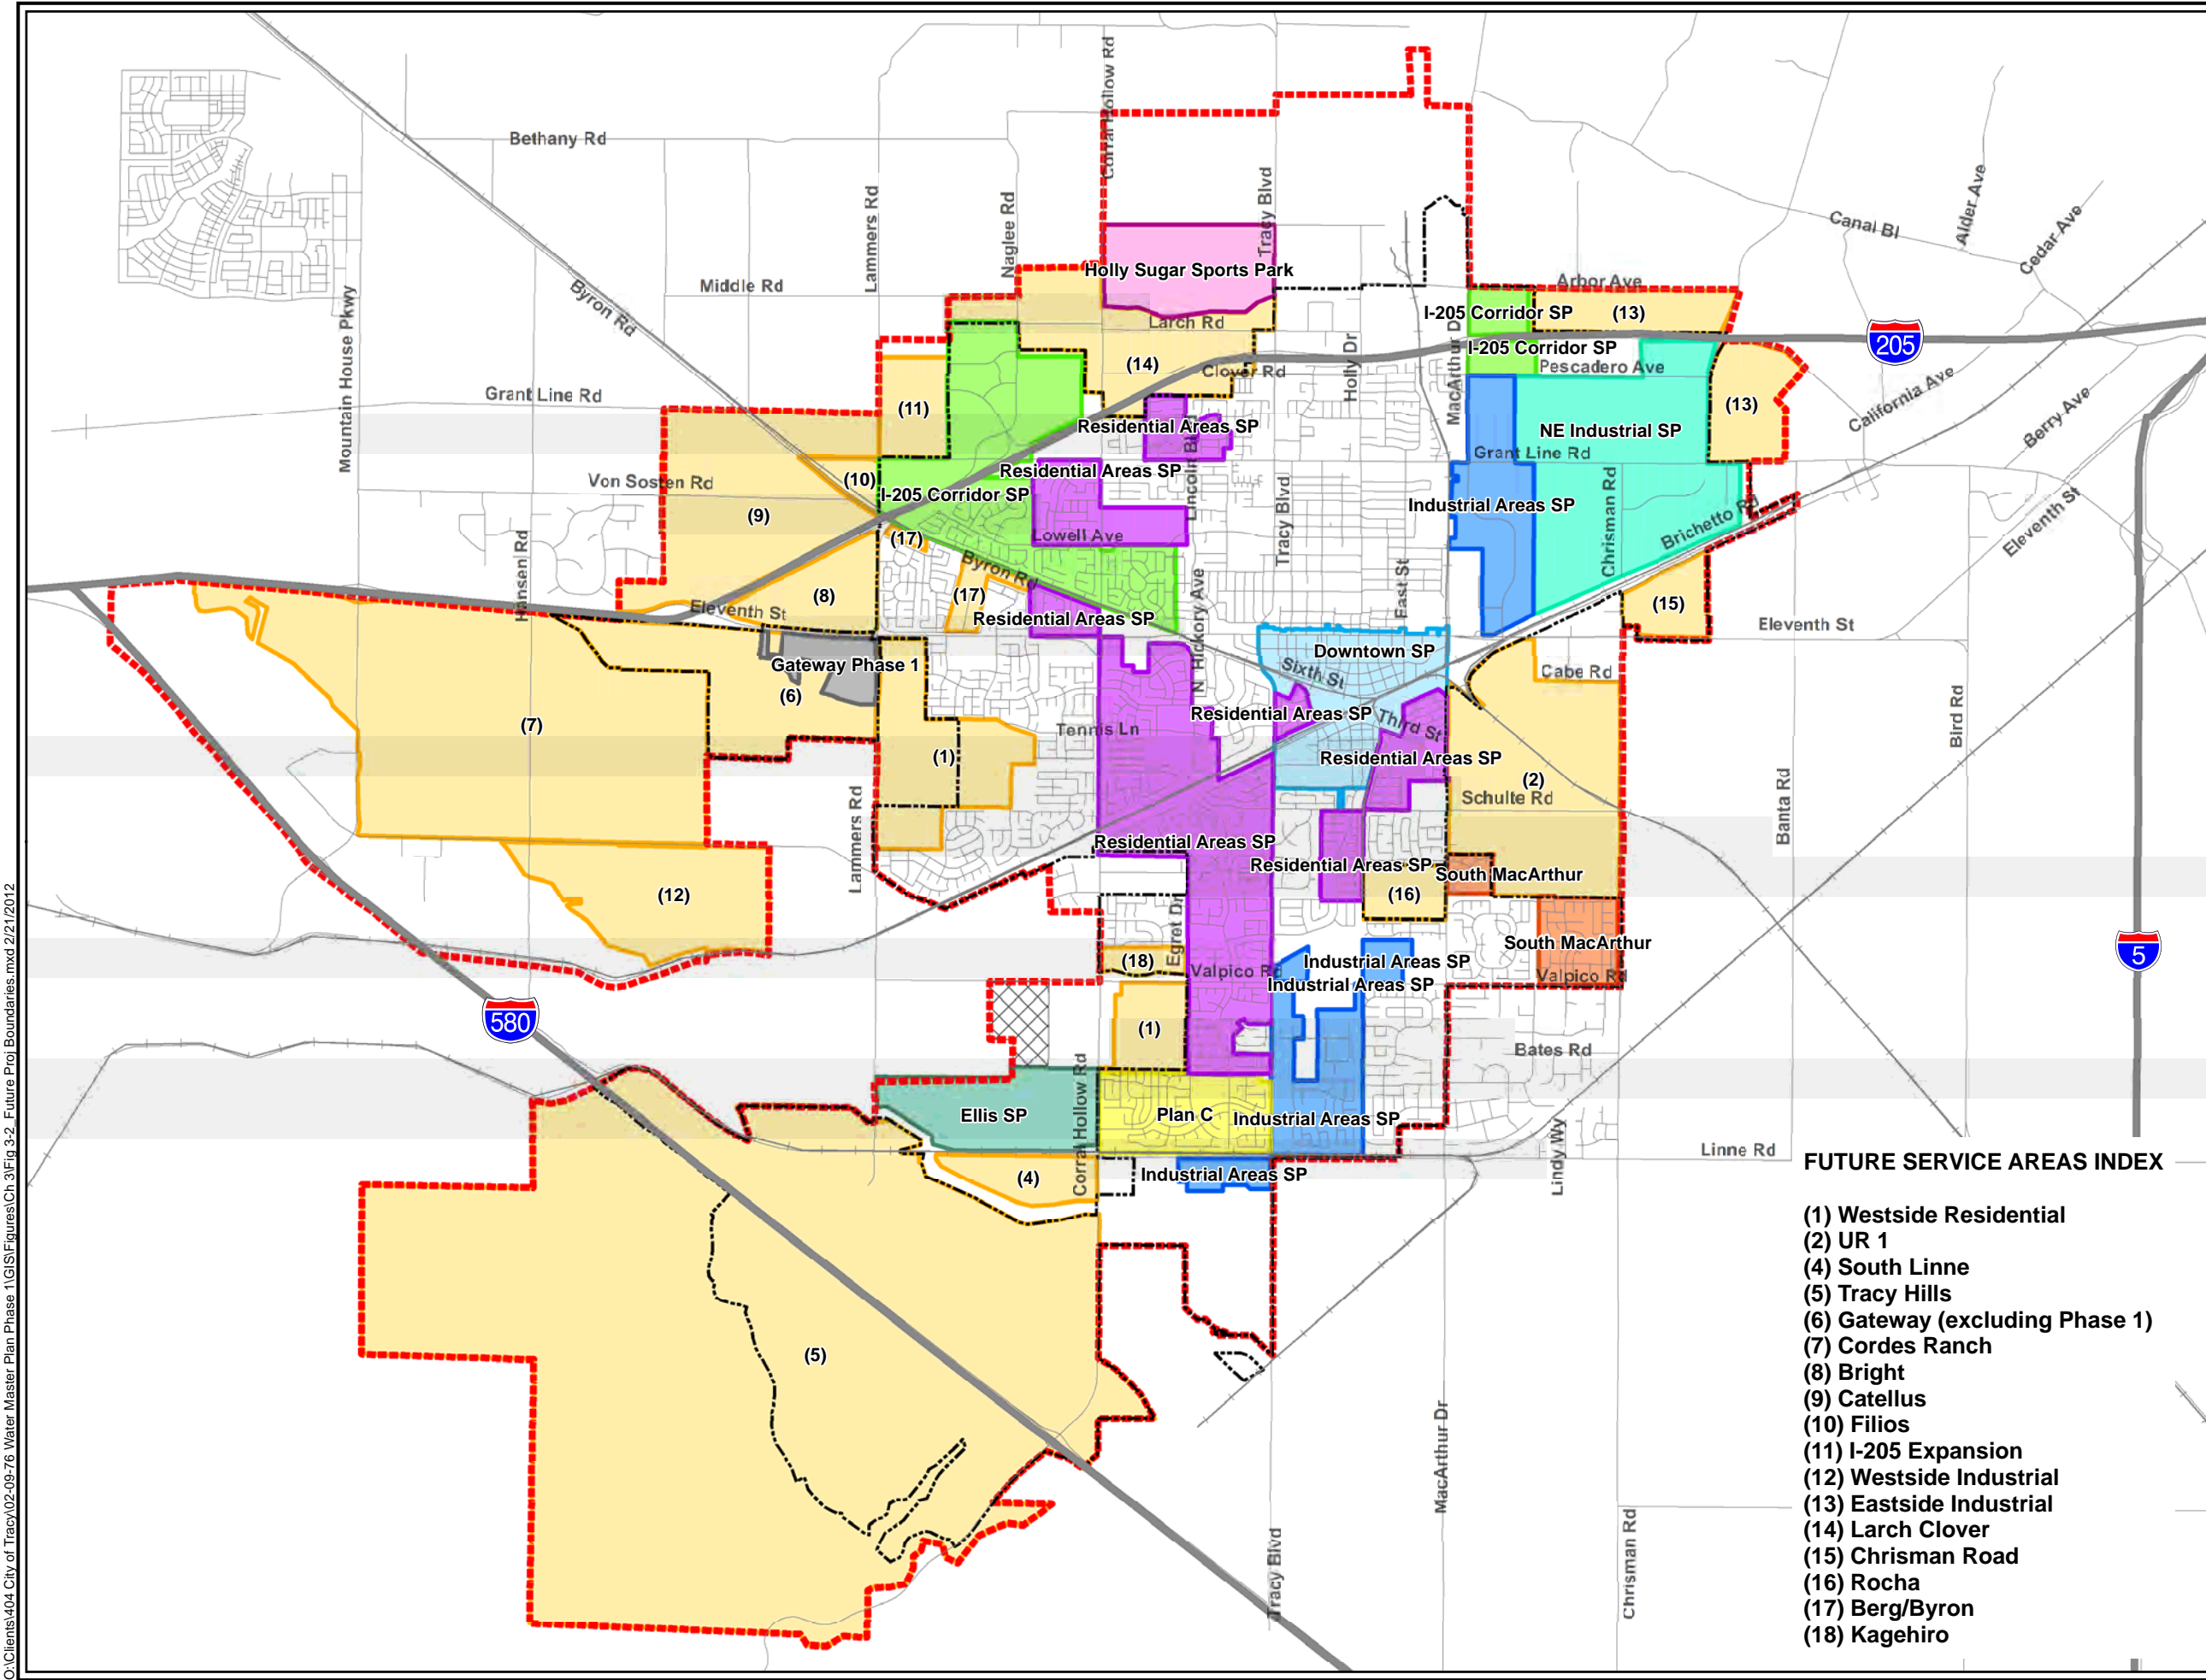 Corral Hollow Rd
Bethany Rd
Mountain House Pkwy
Byron Rd
Middle Rd
Lammers Rd
Naglee Rd
Tracy Blvd
Holly Sugar Sports Park
Larch Rd
(14)
Clover Rd
Holly Dr
MacArthur Dr
Canal Bl
Alder Ave
Cedar Ave
Arbor Ave
I-205 Corridor SP
(13)
I-205 Corridor SP
Pescadero Ave
205
California Ave
Berry Ave
Grant Line Rd
(11)
Residential Areas SP
NE Industrial SP
(13)
Grant Line Rd
Von Sosten Rd
(10)
Residential Areas SP
I-205 Corridor SP
Lincoln Bl
Tracy Blvd
Industrial Areas SP
Chrisman Rd
Brichetto Rd
Eleventh St
(9)
(17)
Lowell Ave
Hansen Rd
Byron Rd
(8)
(17)
Eleventh St
Residential Areas SP
N Hickory Ave
East St
(15)
Eleventh St
Gateway Phase 1
(6)
Downtown SP
Sixth St
Cabe Rd
(7)
Tennis Ln
Residential Areas SP
Third St
Bird Rd
(1)
Residential Areas SP
(2)
Schulte Rd
Banta Rd
Lammers Rd
Residential Areas SP
Residential Areas SP
South MacArthur
(12)
(16)
Egret Dr
South MacArthur
(18)
Valpico Rd
Industrial Areas SP
Industrial Areas SP
Valpico Rd
5
580
(1)
Bates Rd
Corral Hollow Rd
Ellis SP
Plan C
Industrial Areas SP
Linne Rd
Lindy Wy
(4)
Industrial Areas SP
(5)
MacArthur Dr
Tracy Blvd
Chrisman Rd
FUTURE SERVICE AREAS INDEX
(1) Westside Residential
(2) UR 1
(4) South Linne
(5) Tracy Hills
(6) Gateway (excluding Phase 1)
(7) Cordes Ranch
(8) Bright
(9) Catellus
(10) Filios
(11) I-205 Expansion
(12) Westside Industrial
(13) Eastside Industrial
(14) Larch Clover
(15) Chrisman Road
(16) Rocha
(17) Berg/Byron
(18) Kagehiro
O:\Clients\404 City of Tracy\02-09-76 Water Master Plan Phase 1\GIS\Figures\Ch 3\Fig 3-2_Future Proj Boundaries.mxd 2/21/2012